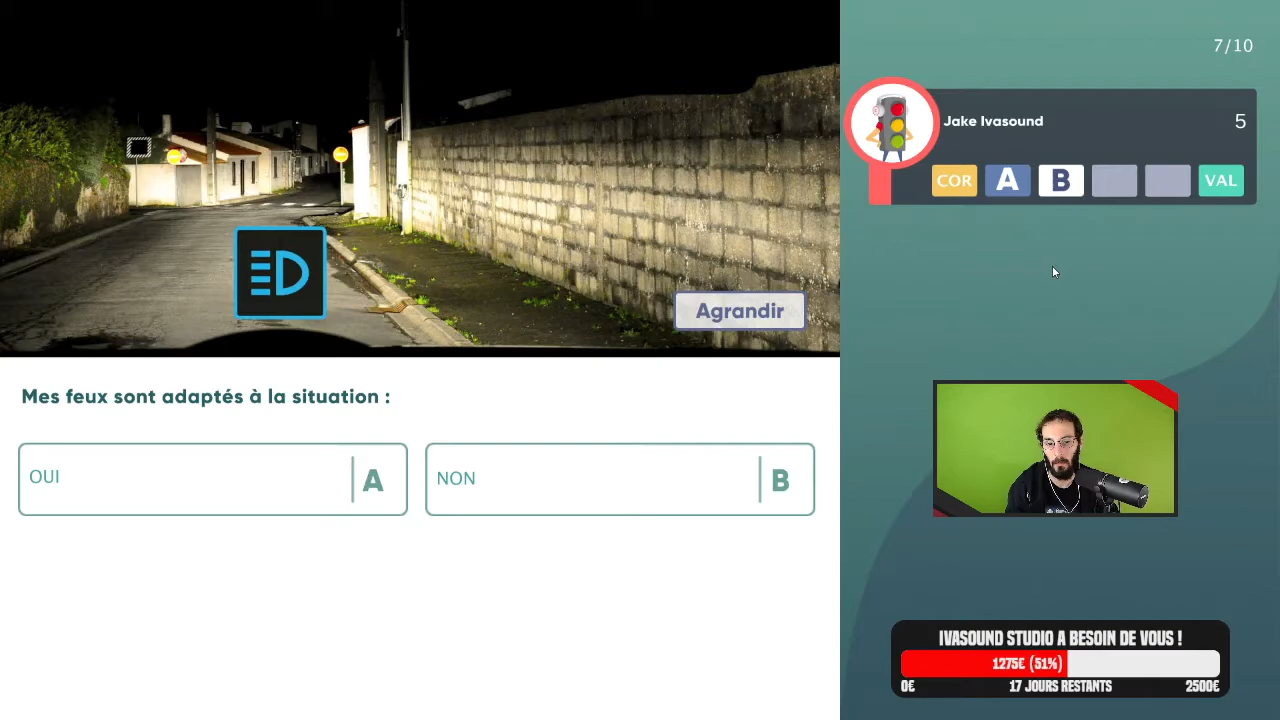 7/10
Jake Ivasound
5
COR A B VAL
Agrandir
Mes feux sont adaptés à la situation :
OUI A
NON B
IVASOUND STUDIO A BESOIN DE VOUS !
1275€ (51%)
0€ 17 JOURS RESTANTS 2500€